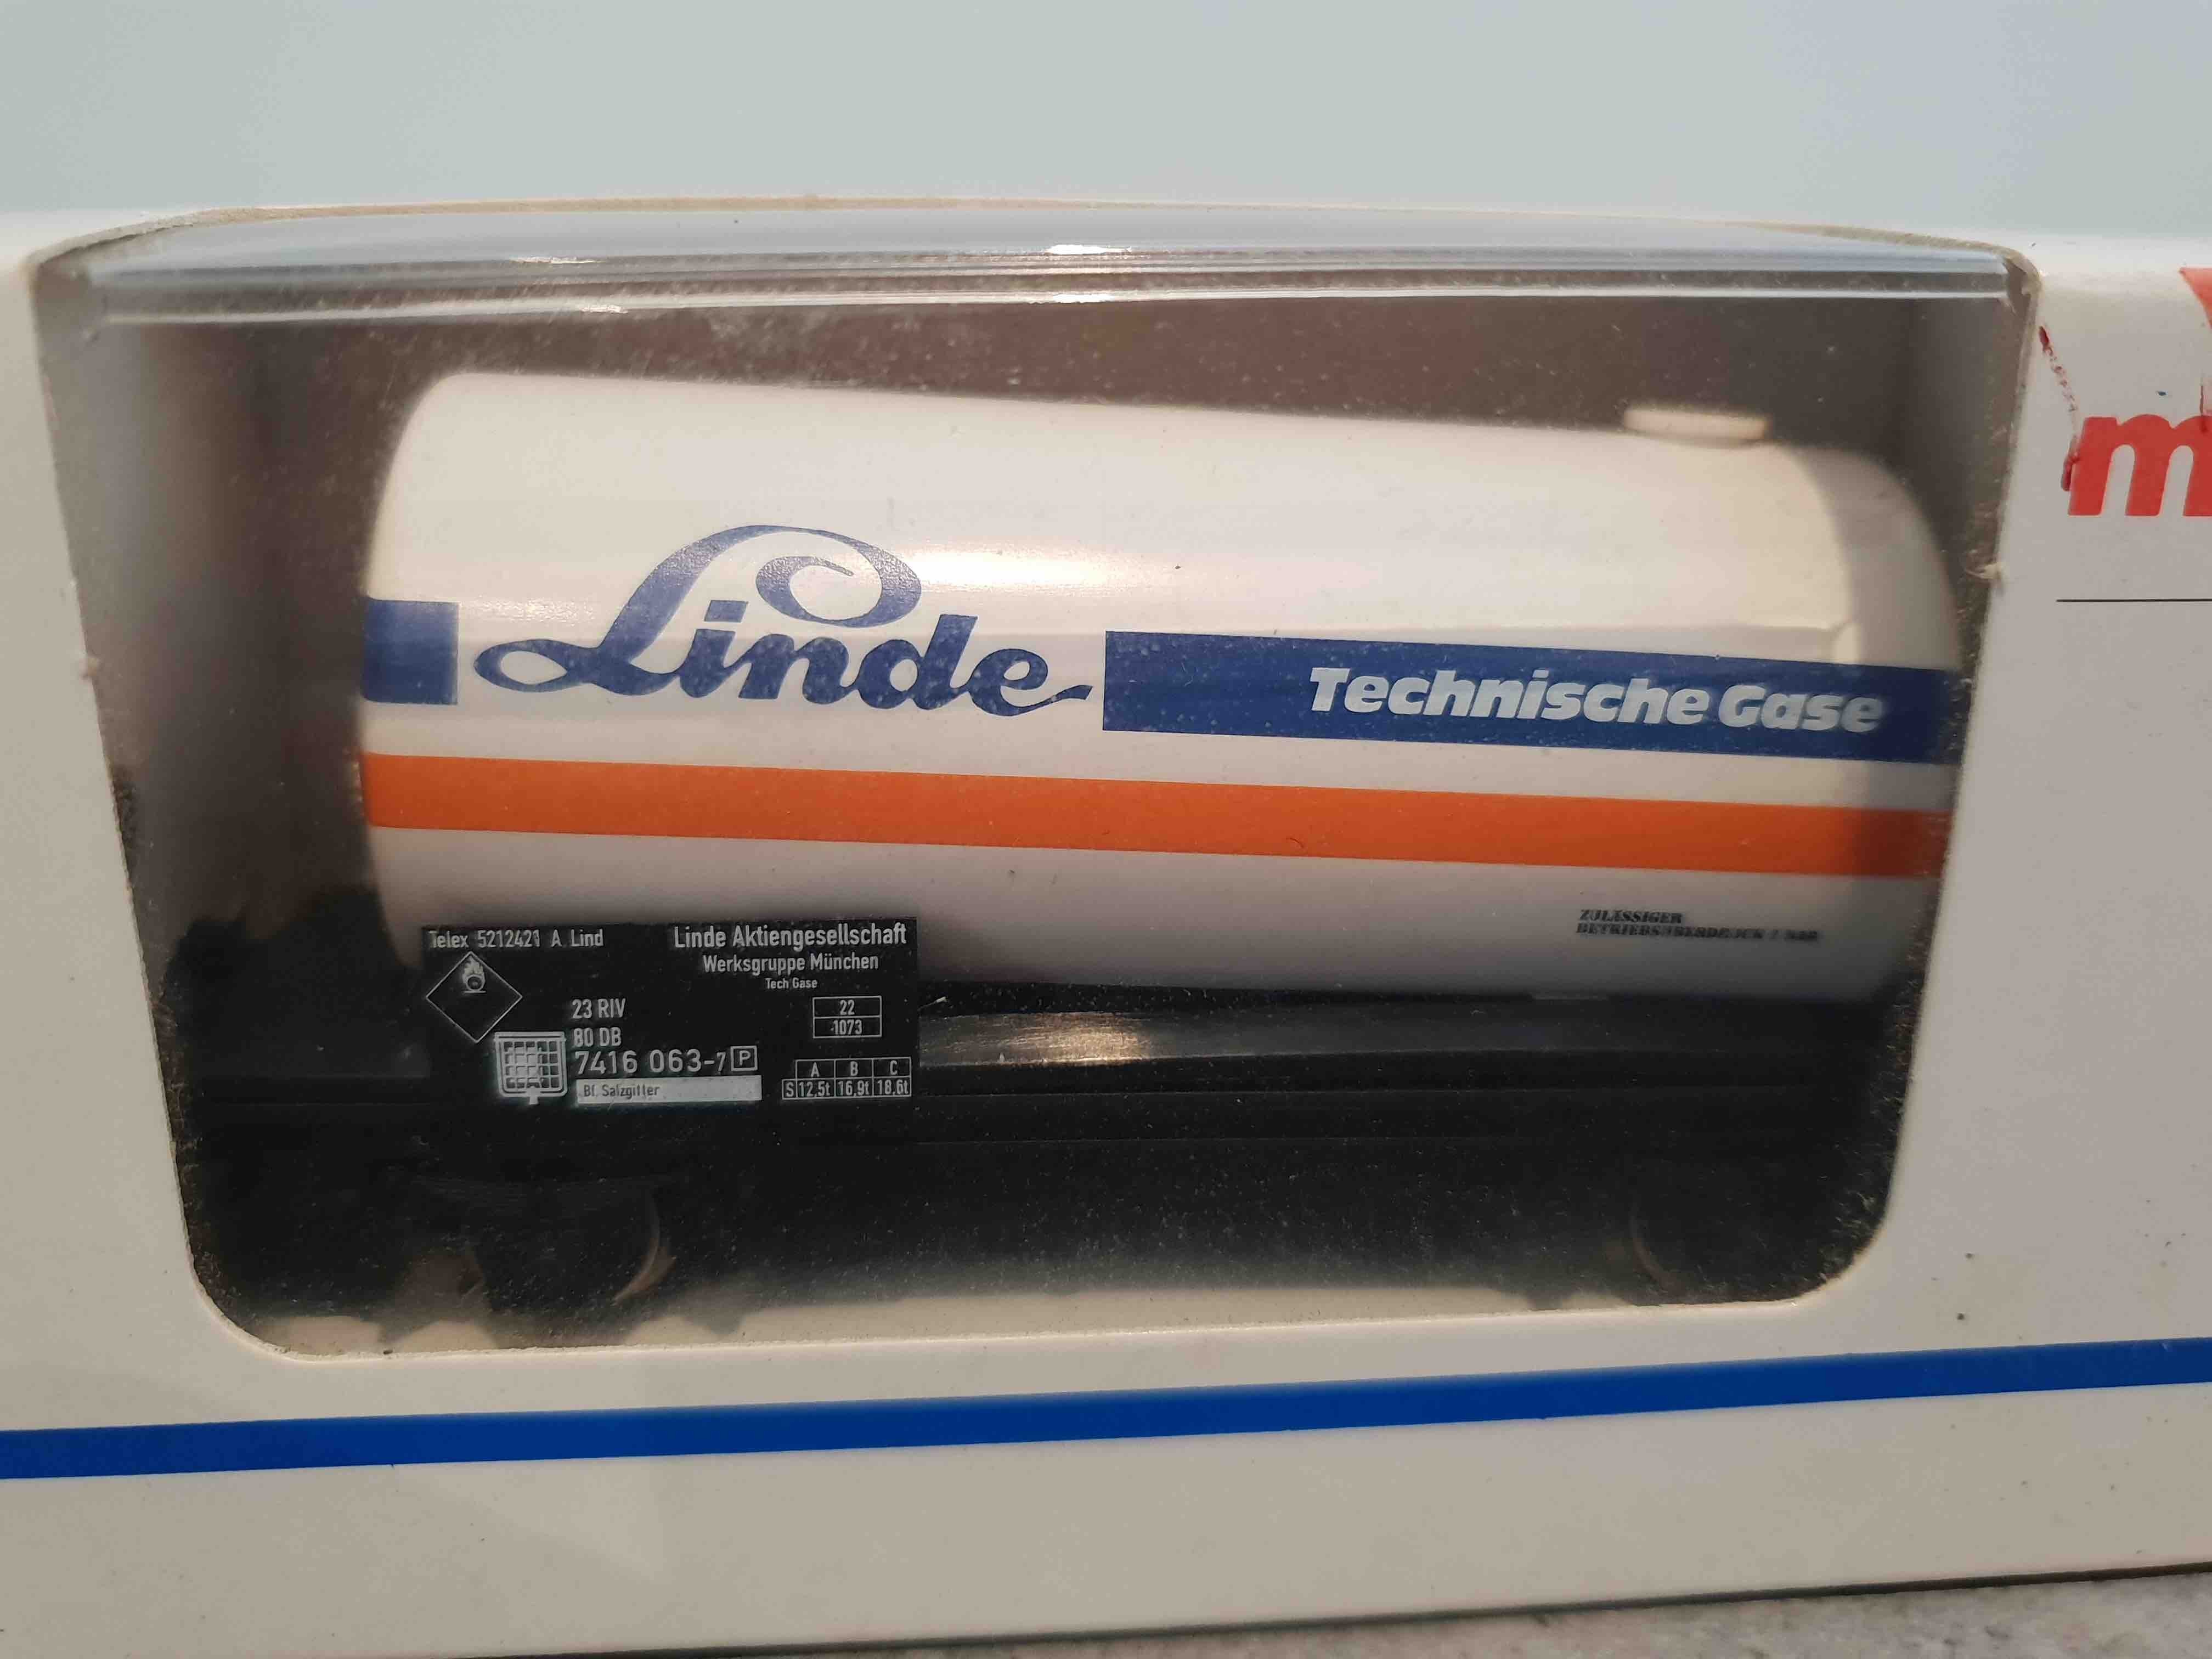 m
Linde
Technische Gase
ZULÄSSIGER
BETRIEBSÜBERDRUCK
Telex 5212421 A Lind
Linde Aktiengesellschaft
Werksgruppe München
Tech Gase
23 RIV
80 DB
7416 063-7 P
Bf. Salzgitter
22
1073
A B C
S 12,5t 16,9t 18,6t